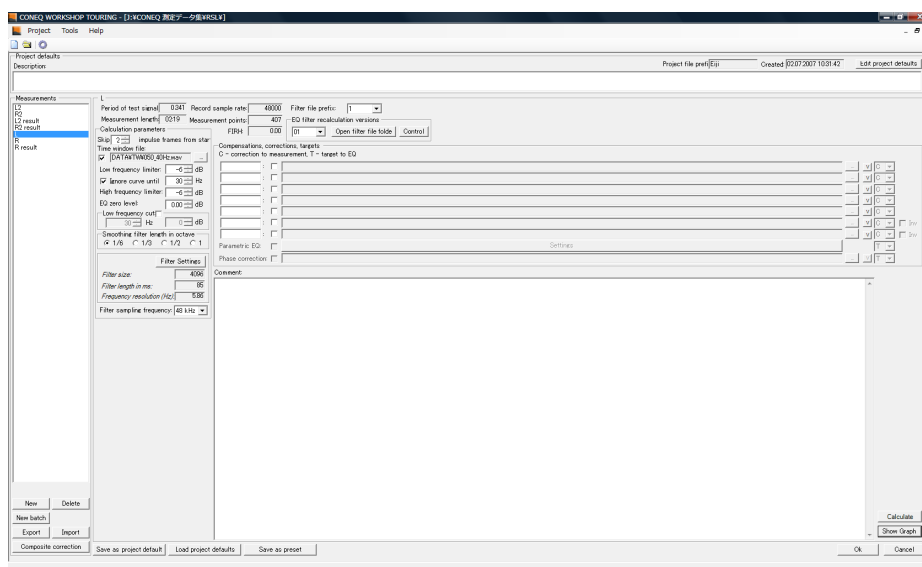 CONEQ WORKSHOP TOURING - [J:¥CONEQ 測定データ集¥RSL¥]
Project Tools Help
Project defaults
Description
Project file prefi Eiji Created 02.07.2007 10:31:42 Edit project defaults
Measurements
L2
R2
L2 result
R2 result
R
R result
L
Period of test signal 0.341 Record sample rate: 48000 Filter file prefix: 1
Measurement length: 02:19 Measurement points: 407 EQ filter recalculation versions
FIRH: 0.00 01 Open filter file folde Control
Calculation parameters
Skip 2 impulse frames from star
Time window file:
DATA¥TW¥050_40Hz.wav ...
Low frequency limiter: -6 dB
Ignore curve until 30 Hz
High frequency limiter: -6 dB
EQ zero level: 0.00 dB
Low frequency cut
30 Hz 0 dB
Smoothing filter length in octave
1/6 1/3 1/2 1
Compensations, corrections, targets
C - correction to measurement, T - target to EQ
: ... v C
: ... v C
: ... v C
: ... v C
: ... v C
: ... v C Inv
: ... v C Inv
Parametric EQ: Settings T
Phase correction: ... v T
Filter Settings
Filter size: 4096
Filter length in ms: 85
Frequency resolution (Hz): 5.86
Filter sampling frequency: 48 kHz
Comment:
New Delete
New batch
Export Import
Composite correction
Calculate
Show Graph
Save as project default Load project defaults Save as preset Ok Cancel